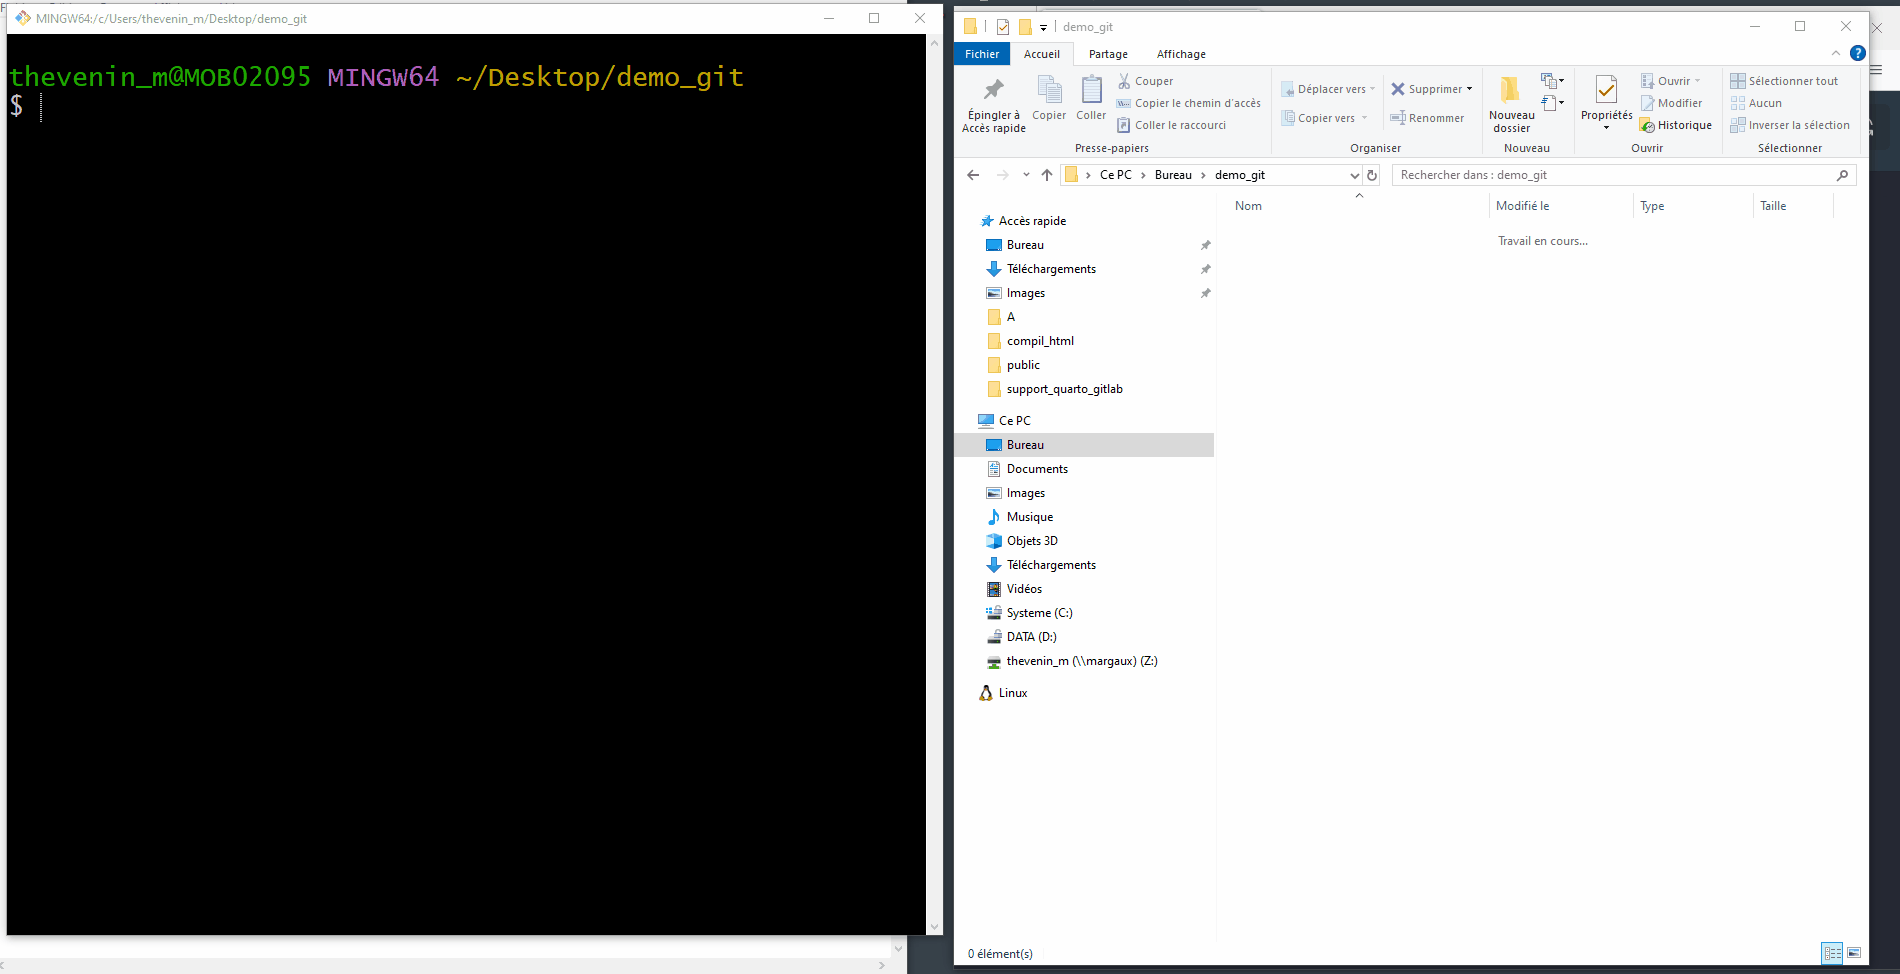 MINGW64:/c/Users/thevenin_m/Desktop/demo_git
thevenin_m@MOB02095 MINGW64 ~/Desktop/demo_git
$
demo_git
Fichier Accueil Partage Affichage
Épingler à Accès rapide
Copier
Coller
Couper
Copier le chemin d'accès
Coller le raccourci
Presse-papiers
Déplacer vers
Copier vers
Supprimer
Renommer
Organiser
Nouveau dossier
Nouveau
Propriétés
Ouvrir
Modifier
Historique
Ouvrir
Sélectionner tout
Aucun
Inverser la sélection
Sélectionner
Ce PC > Bureau > demo_git
Rechercher dans : demo_git
Nom Modifié le Type Taille
Travail en cours...
Accès rapide
Bureau
Téléchargements
Images
A
compil_html
public
support_quarto_gitlab
Ce PC
Bureau
Documents
Images
Musique
Objets 3D
Téléchargements
Vidéos
Systeme (C:)
DATA (D:)
thevenin_m (\\margaux) (Z:)
Linux
0 élément(s)